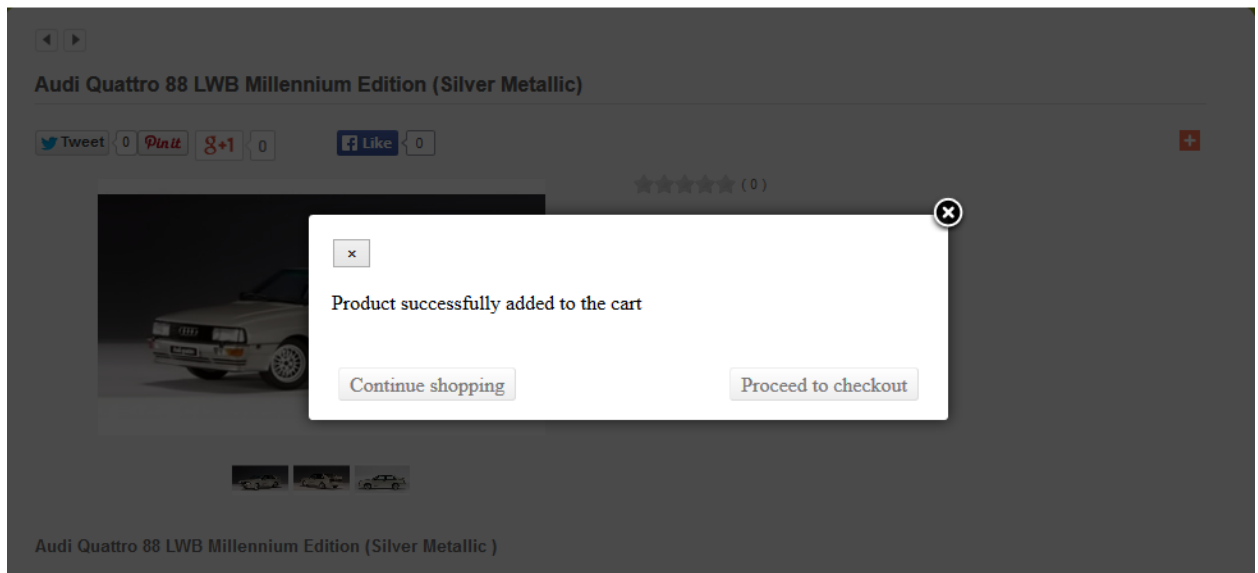 Audi Quattro 88 LWB Millennium Edition (Silver Metallic)
Tweet 0 Pin it g+1 0 f Like 0
( 0 )
×
Product successfully added to the cart
Continue shopping Proceed to checkout
Audi Quattro 88 LWB Millennium Edition (Silver Metallic )